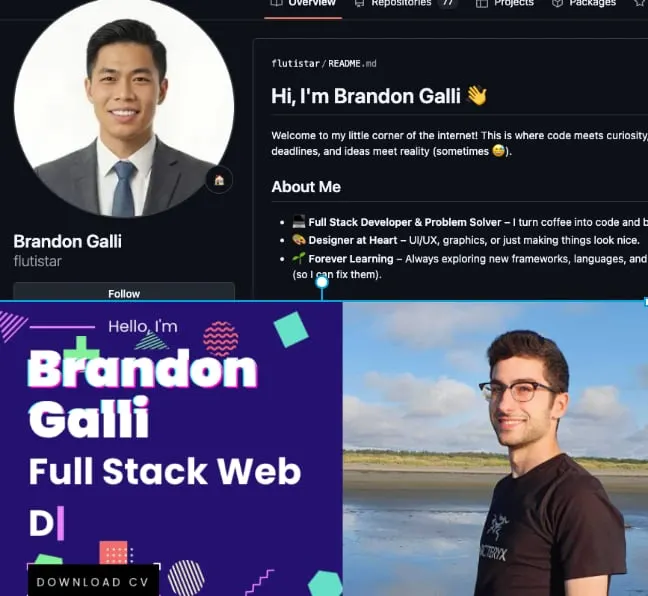 Overview Repositories 77 Projects Packages
flutistar/README.md
Hi, I'm Brandon Galli 👋
Welcome to my little corner of the internet! This is where code meets curiosity,
deadlines, and ideas meet reality (sometimes 😅).
About Me
💻 Full Stack Developer & Problem Solver – I turn coffee into code and b
🎨 Designer at Heart – UI/UX, graphics, or just making things look nice.
🌱 Forever Learning – Always exploring new frameworks, languages, and
(so I can fix them).
Brandon Galli
flutistar
Follow
Hello, I'm
Brandon
Galli
Full Stack Web
D|
DOWNLOAD CV